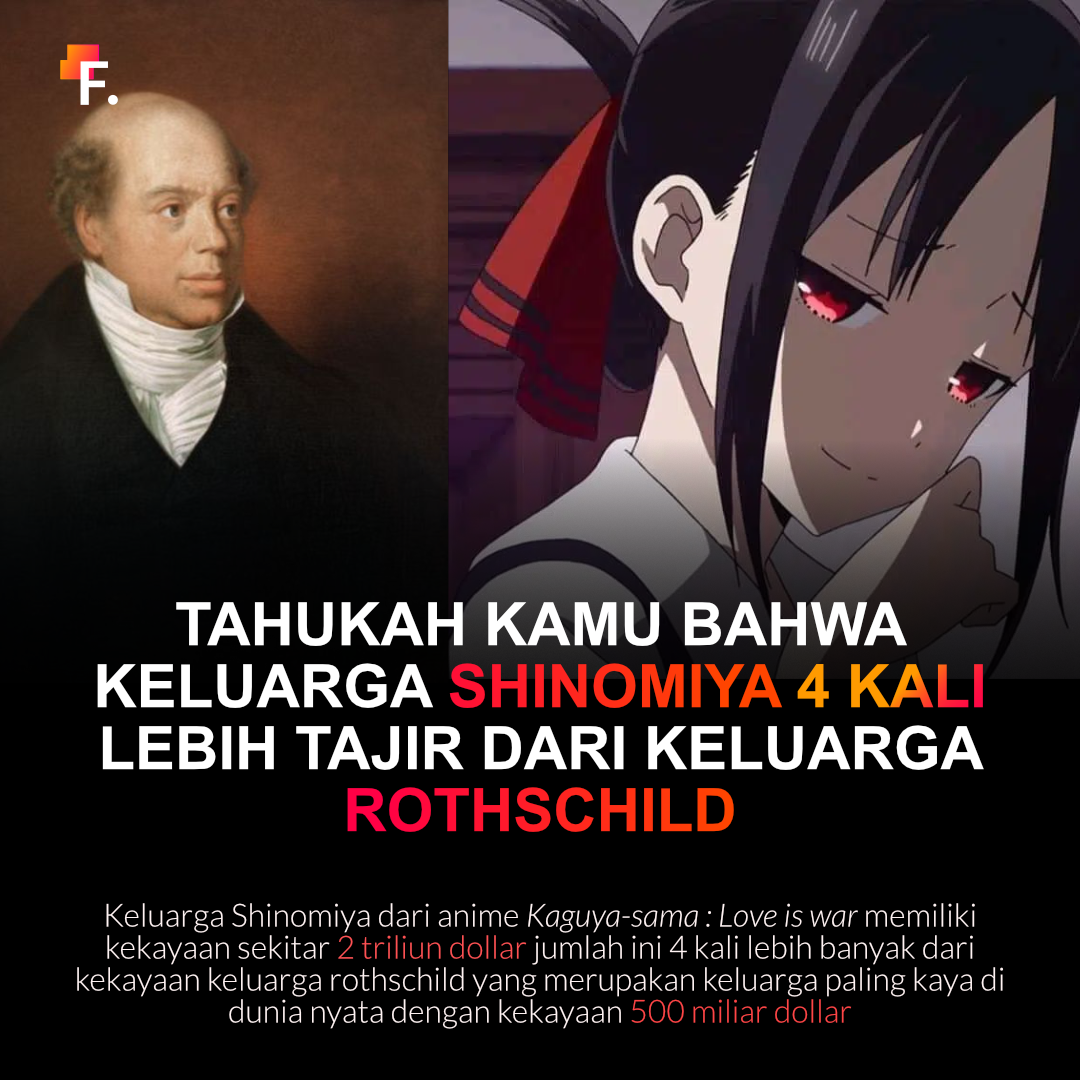 F.
TAHUKAH KAMU BAHWA
KELUARGA SHINOMIYA 4 KALI
LEBIH TAJIR DARI KELUARGA
ROTHSCHILD
Keluarga Shinomiya dari anime Kaguya-sama : Love is war memiliki
kekayaan sekitar 2 triliun dollar jumlah ini 4 kali lebih banyak dari
kekayaan keluarga rothschild yang merupakan keluarga paling kaya di
dunia nyata dengan kekayaan 500 miliar dollar